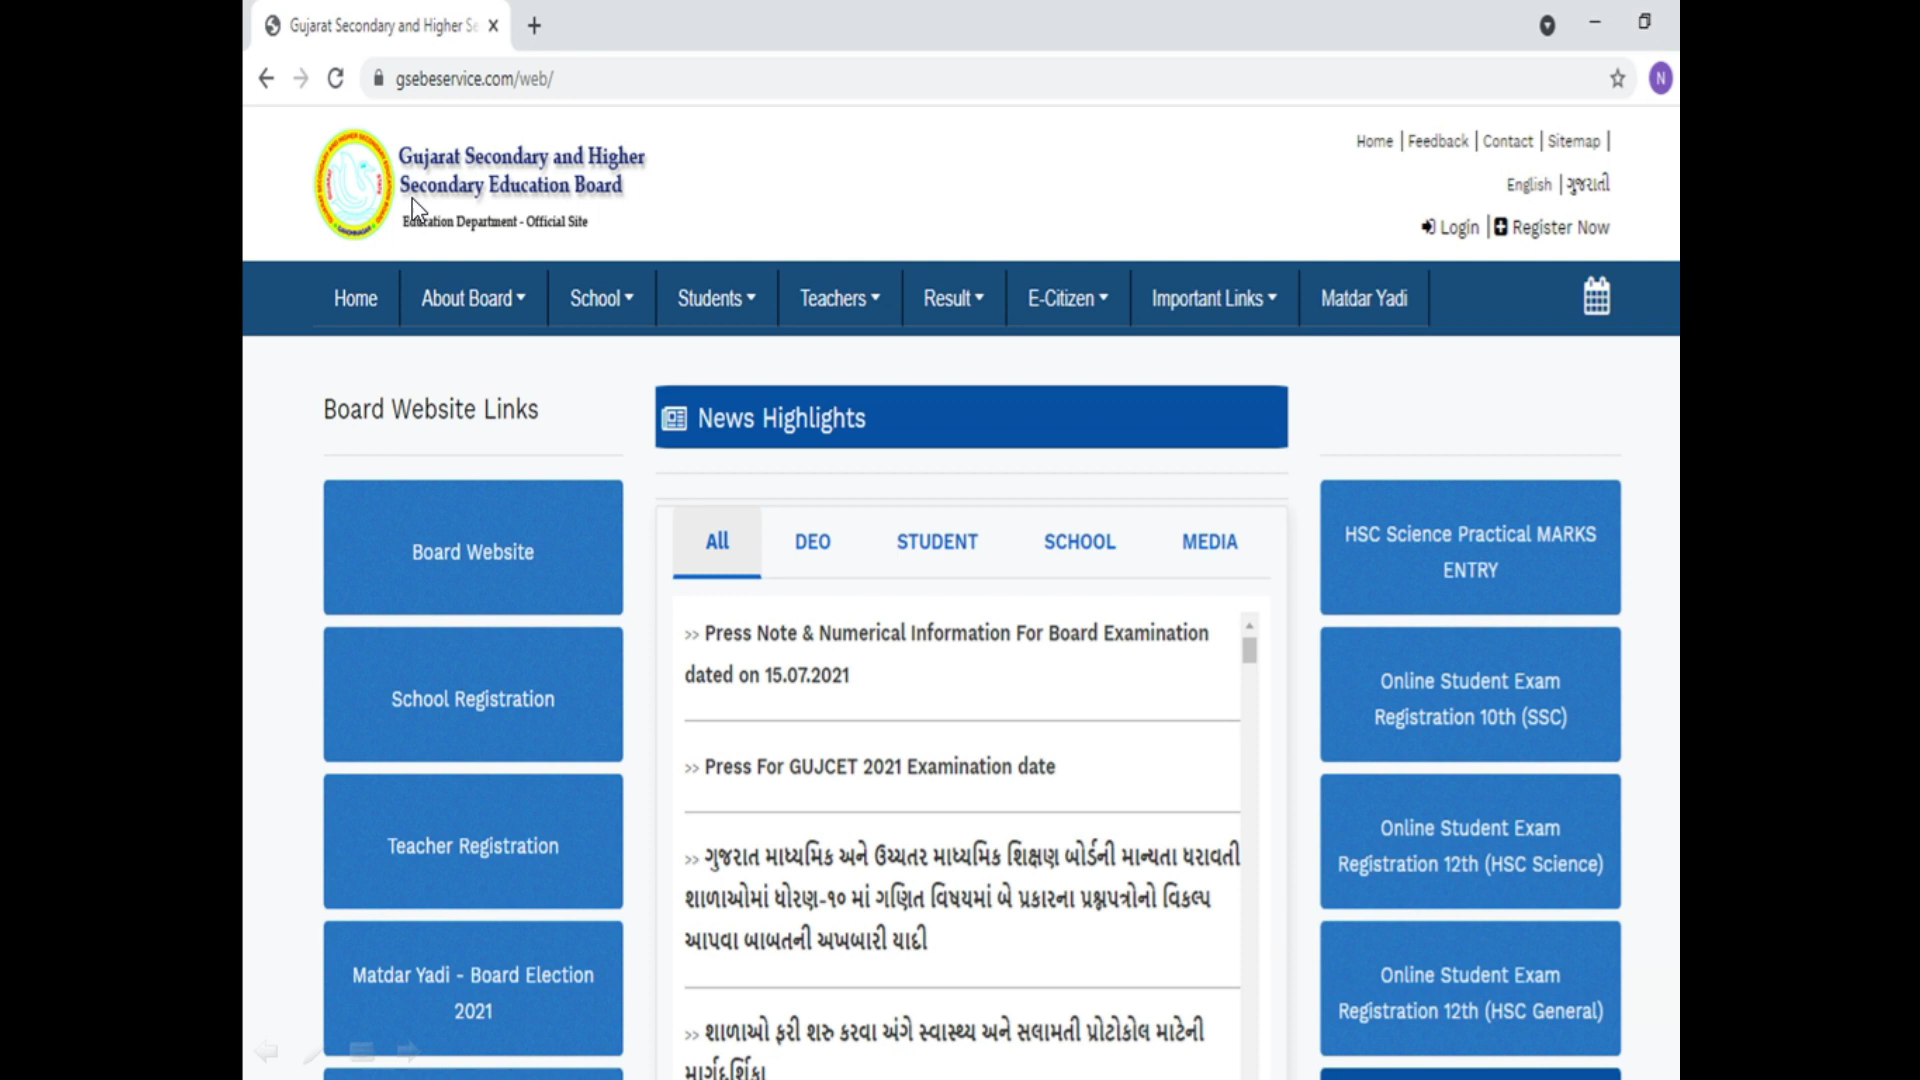 Gujarat Secondary and Higher Se
gsebeservice.com/web/
N
Gujarat Secondary and Higher
Secondary Education Board
Education Department - Official Site
Home | Feedback | Contact | Sitemap |
English | ગુજરાતી
Login | Register Now
Home
About Board
School
Students
Teachers
Result
E-Citizen
Important Links
Matdar Yadi
Board Website Links
Board Website
School Registration
Teacher Registration
Matdar Yadi - Board Election
2021
News Highlights
All
DEO
STUDENT
SCHOOL
MEDIA
>> Press Note & Numerical Information For Board Examination
dated on 15.07.2021
>> Press For GUJCET 2021 Examination date
>> ગુજરાત માધ્યમિક અને ઉચ્ચતર માધ્યમિક શિક્ષણ બોર્ડની માન્યતા ધરાવતી
શાળાઓમાં ધોરણ-૧૦ માં ગણિત વિષયમાં બે પ્રકારના પ્રશ્નપત્રોનો વિકલ્પ
આપવા બાબતની અખબારી યાદી
>> શાળાઓ ફરી શરુ કરવા અંગે સ્વાસ્થ્ય અને સલામતી પ્રોટોકોલ માટેની
માર્ગદર્શિકા
HSC Science Practical MARKS
ENTRY
Online Student Exam
Registration 10th (SSC)
Online Student Exam
Registration 12th (HSC Science)
Online Student Exam
Registration 12th (HSC General)